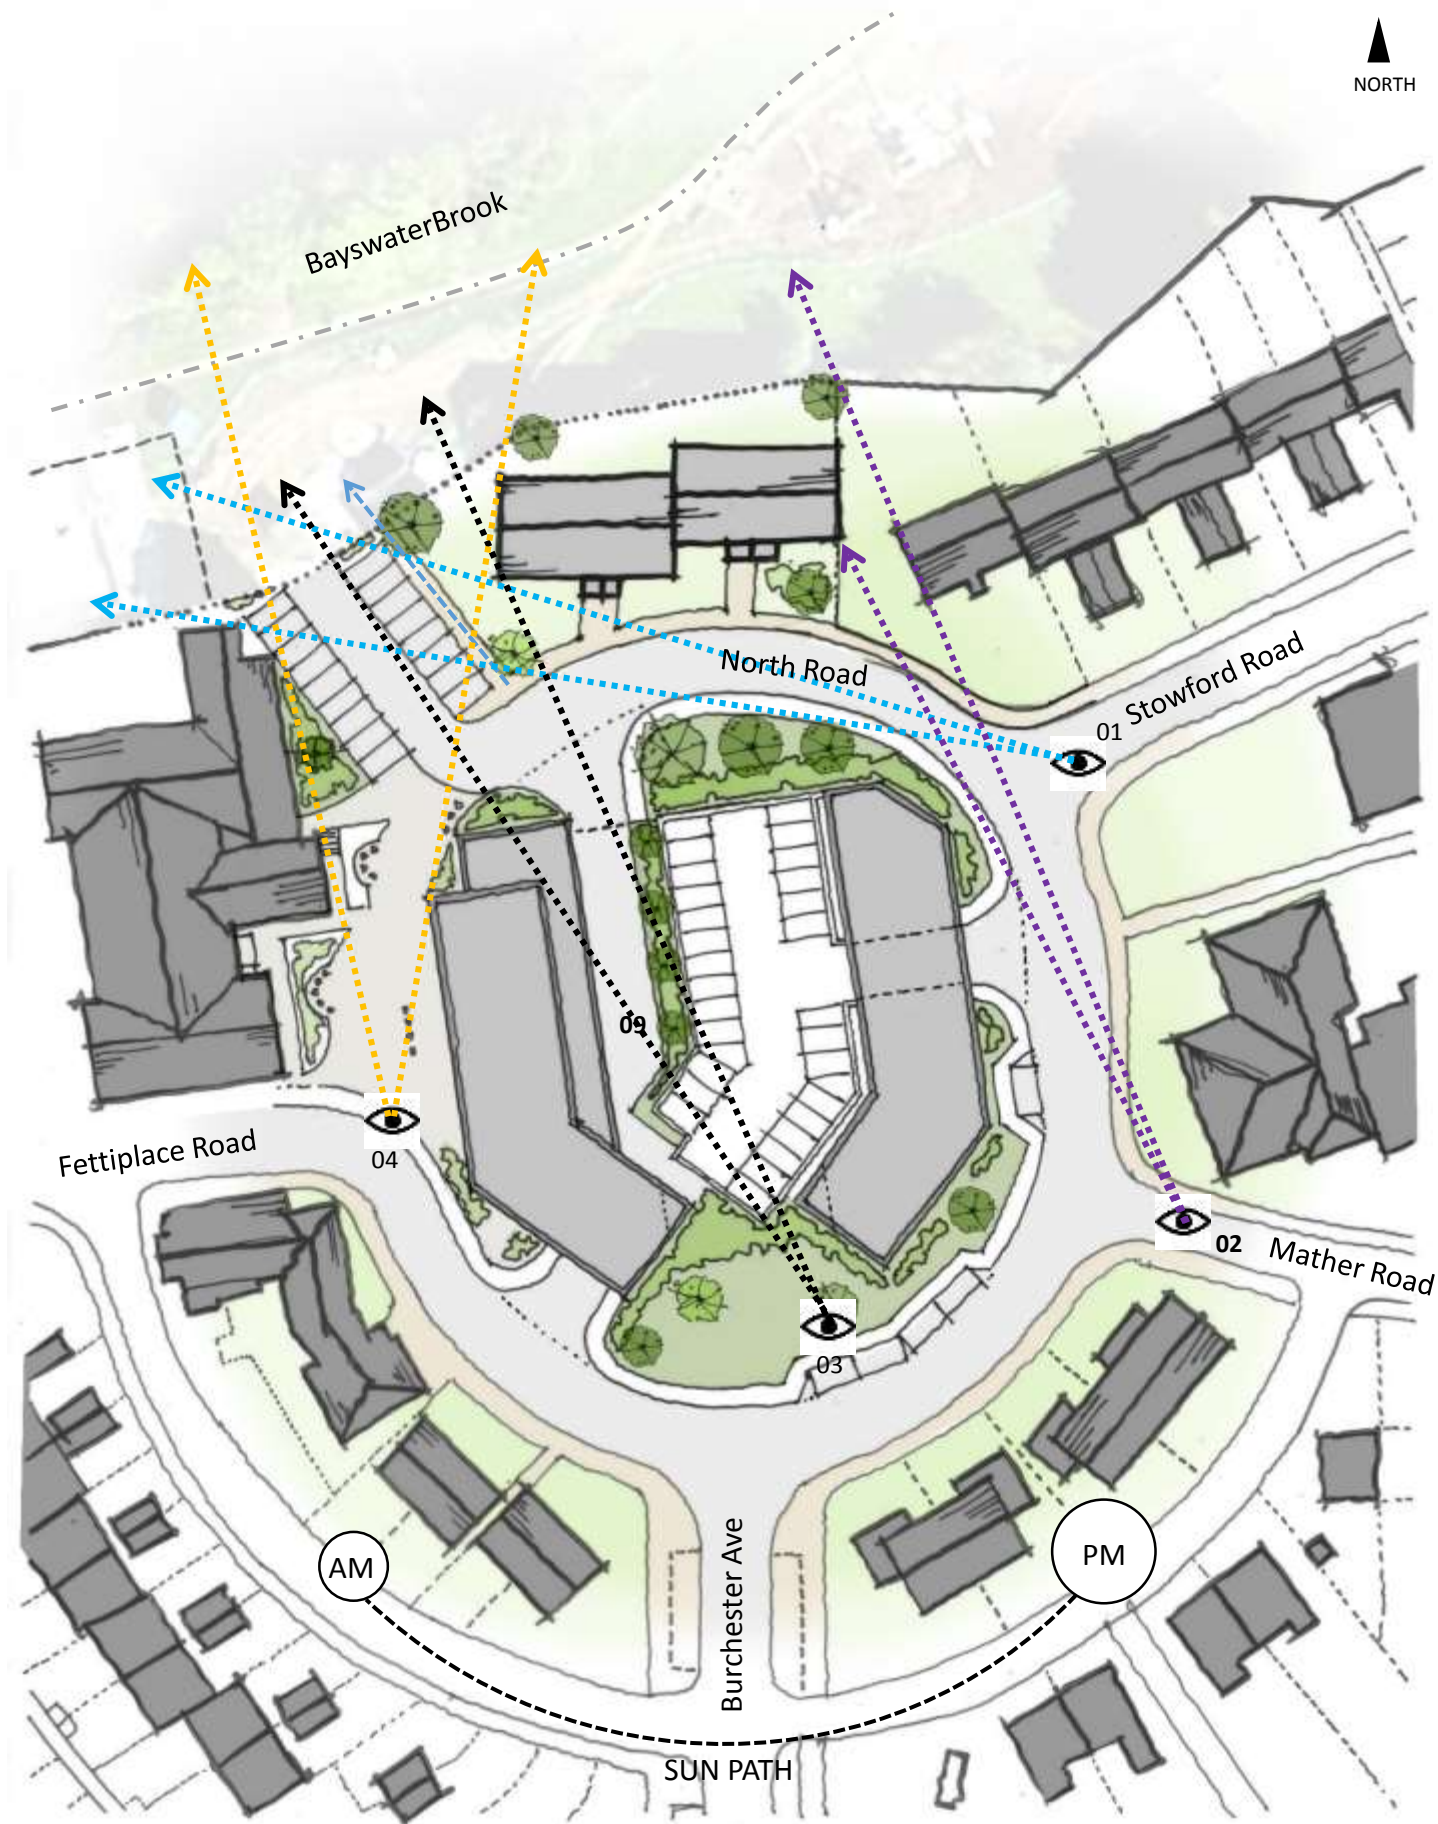 NORTH
BayswaterBrook
North Road
Stowford Road
01
09
04
Fettiplace Road
02
Mather Road
03
AM
PM
Burchester Ave
SUN PATH